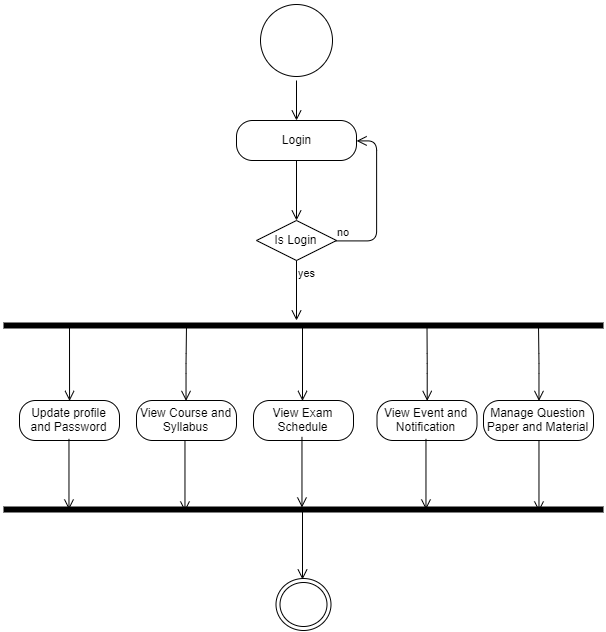 Login
Is Login
no
yes
Update profile
and Password
View Course and
Syllabus
View Exam
Schedule
View Event and
Notification
Manage Question
Paper and Material